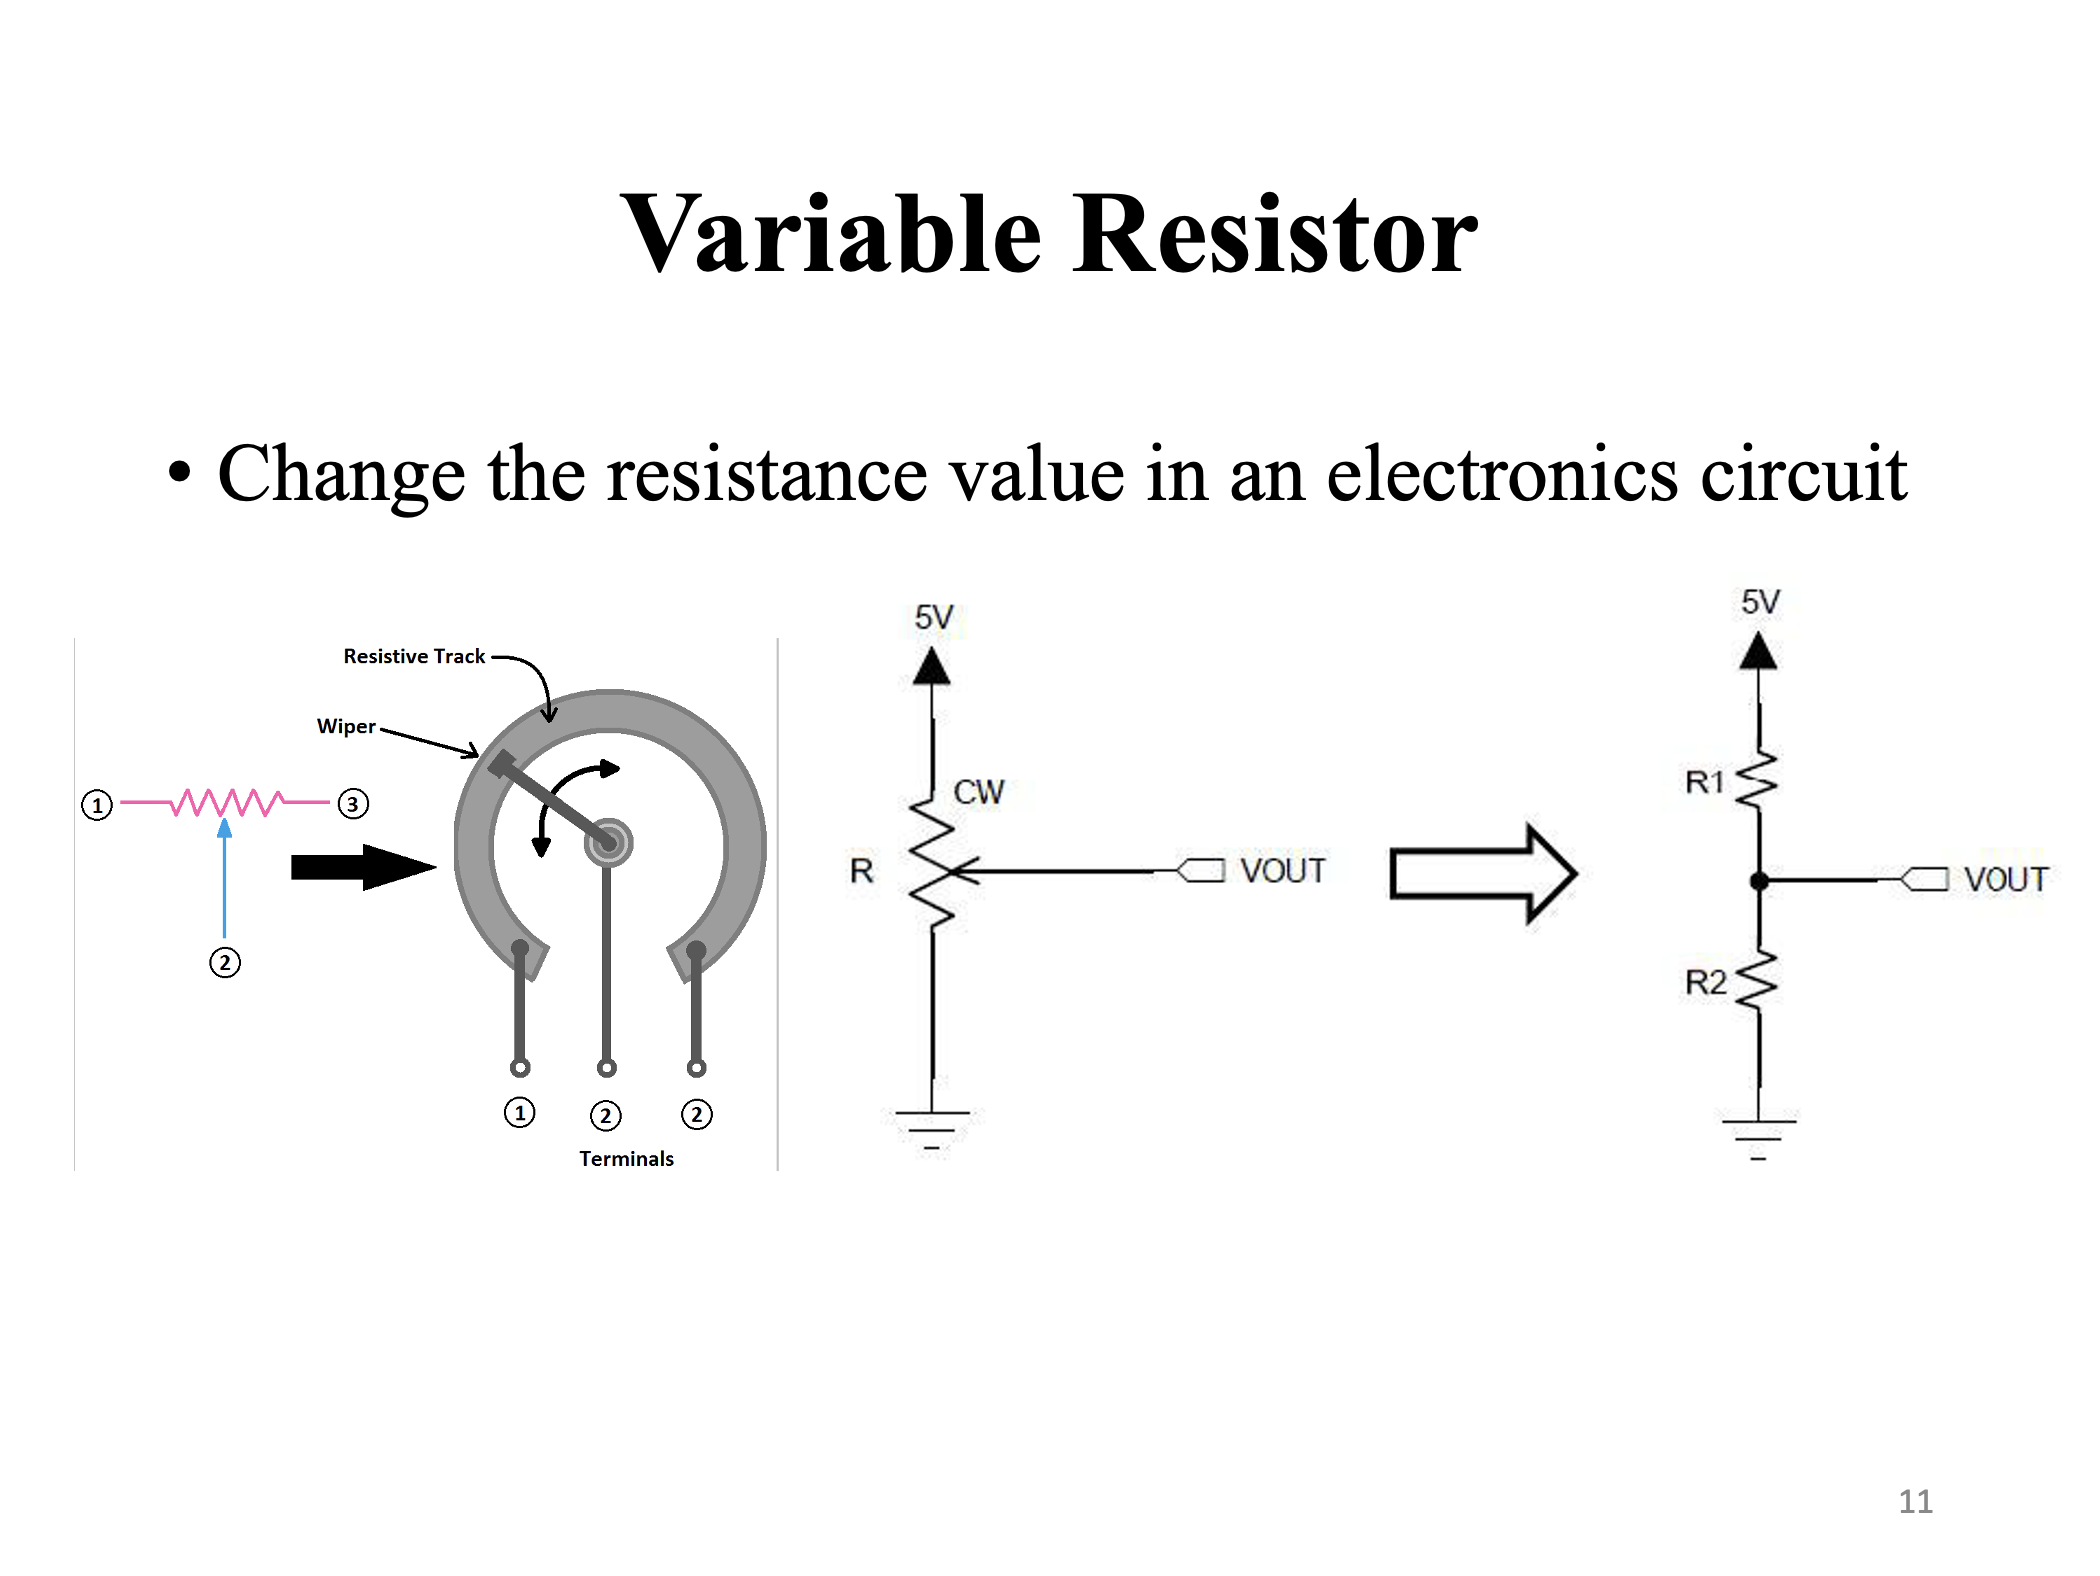 Variable Resistor
• Change the resistance value in an electronics circuit
Resistive Track
Wiper
1
3
2
1
2
2
Terminals
5V
CW
R
VOUT
5V
R1
VOUT
R2
11